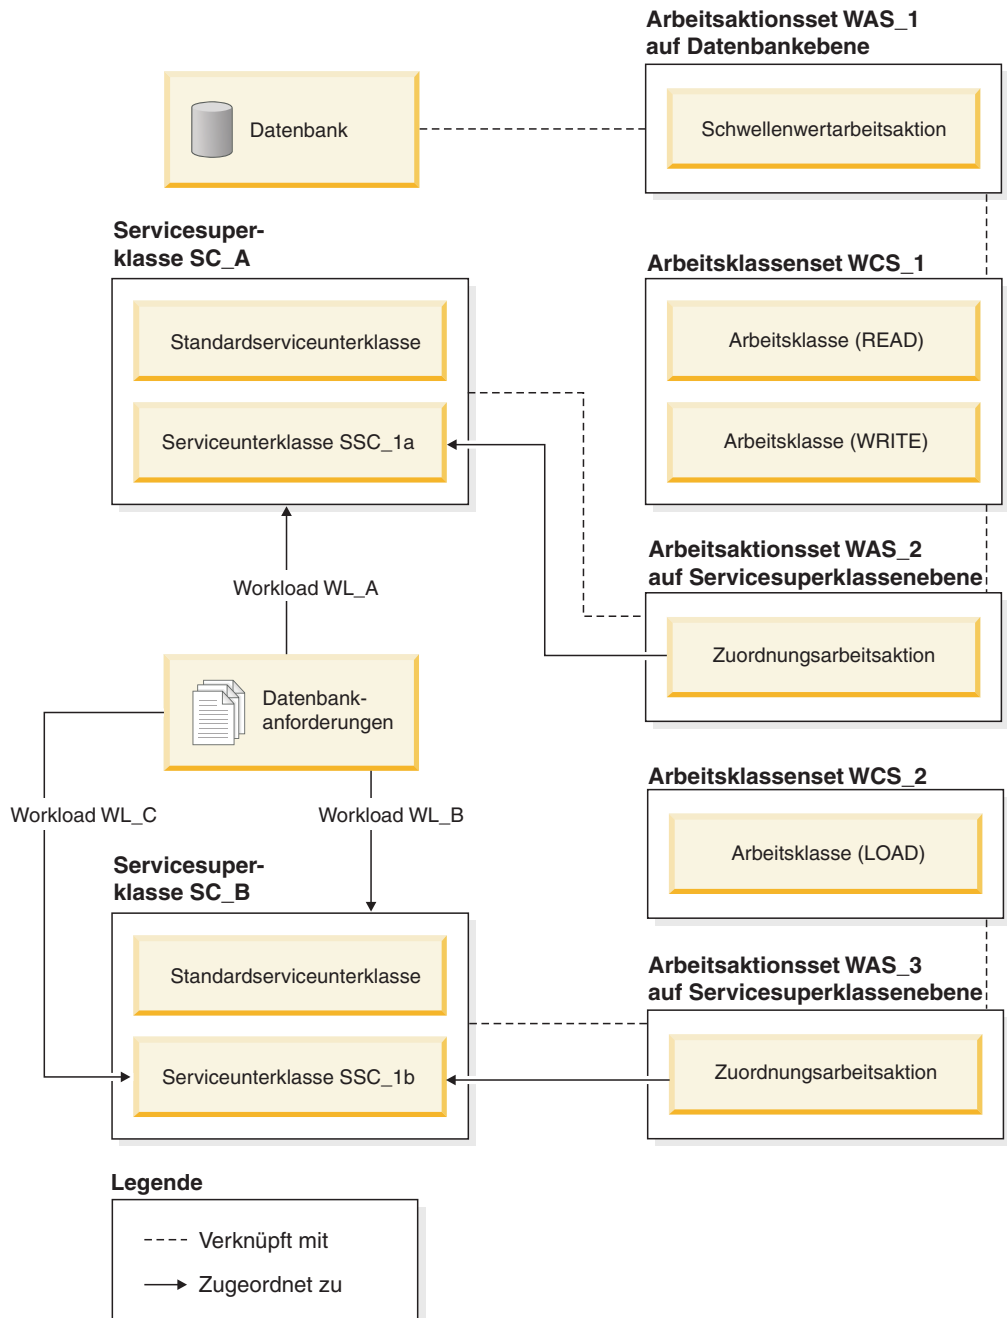 Arbeitsaktionsset WAS_1
auf Datenbankebene
Datenbank
Schwellenwertarbeitsaktion
Servicesuper-
klasse SC_A
Standardserviceunterklasse
Serviceunterklasse SSC_1a
Arbeitsklassenset WCS_1
Arbeitsklasse (READ)
Arbeitsklasse (WRITE)
Arbeitsaktionsset WAS_2
auf Servicesuperklassenebene
Zuordnungsarbeitsaktion
Workload WL_A
Datenbank-
anforderungen
Workload WL_C
Workload WL_B
Arbeitsklassenset WCS_2
Arbeitsklasse (LOAD)
Servicesuper-
klasse SC_B
Standardserviceunterklasse
Serviceunterklasse SSC_1b
Arbeitsaktionsset WAS_3
auf Servicesuperklassenebene
Zuordnungsarbeitsaktion
Legende
Verknüpft mit
Zugeordnet zu